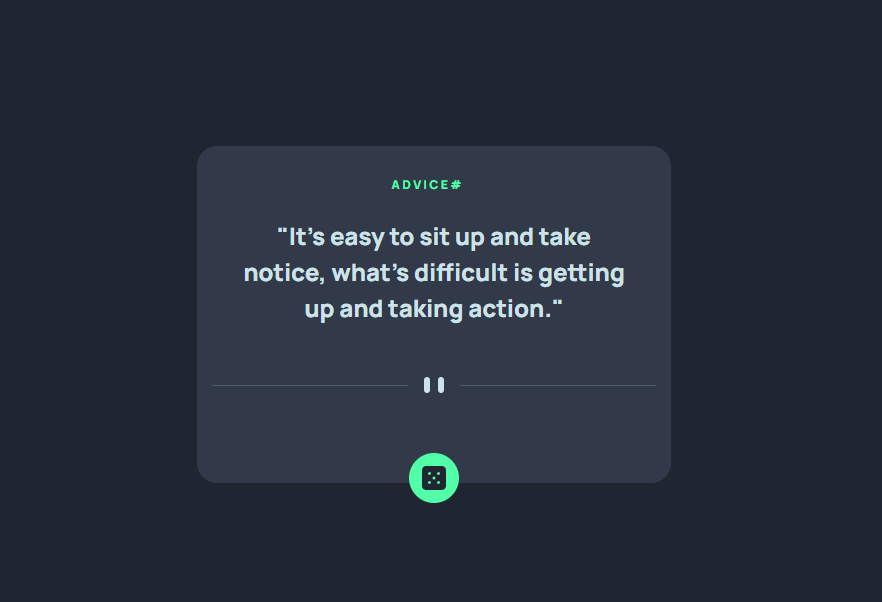 ADVICE#
"It's easy to sit up and take
notice, what's difficult is getting
up and taking action."